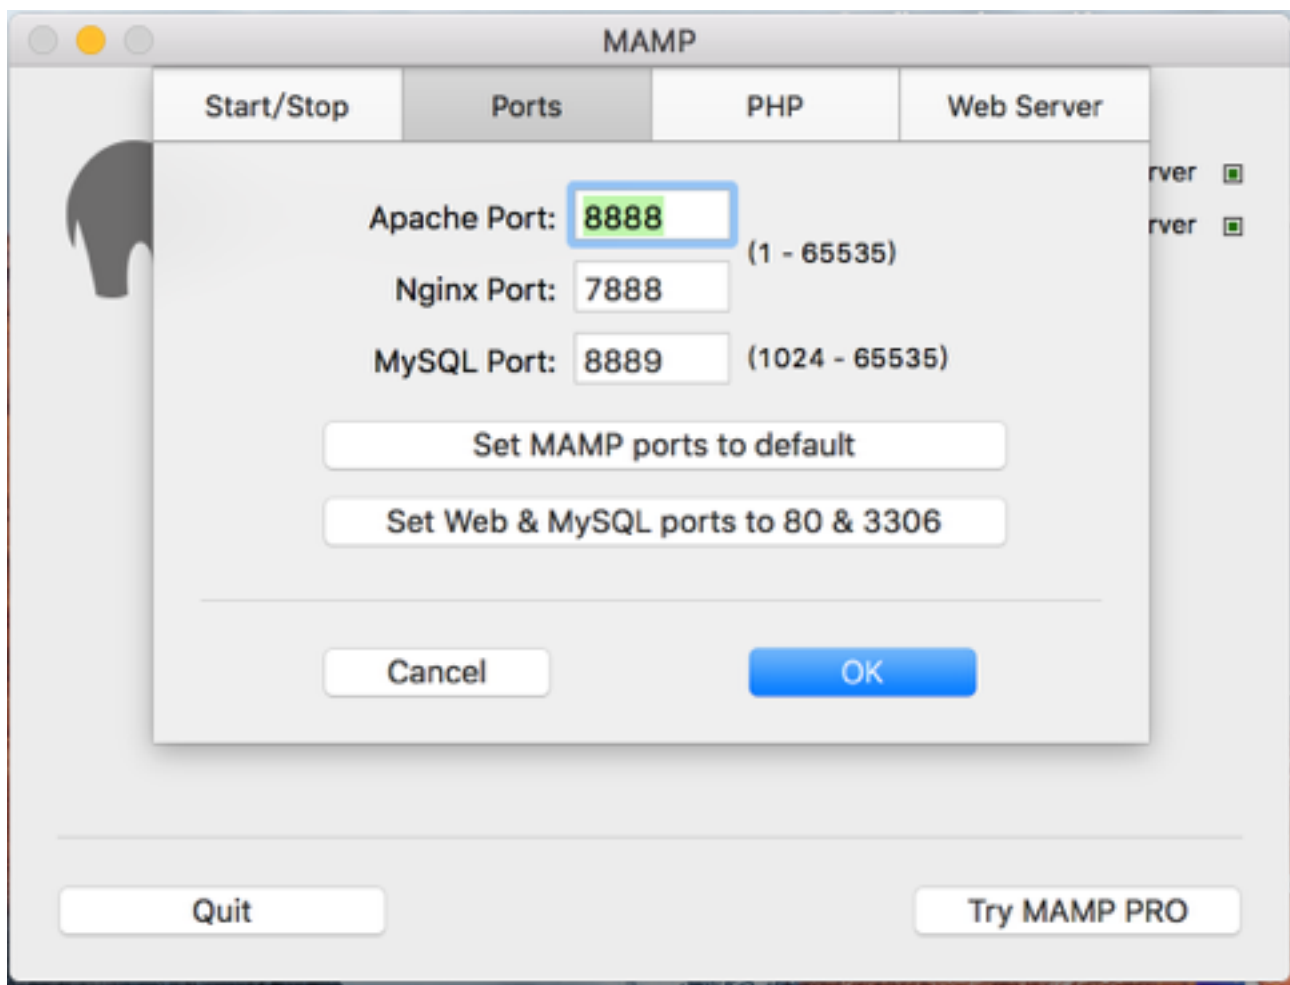 MAMP
Start/Stop Ports PHP Web Server
rver
Apache Port: 8888
rver
(1 - 65535)
Nginx Port: 7888
MySQL Port: 8889 (1024 - 65535)
Set MAMP ports to default
Set Web & MySQL ports to 80 & 3306
Cancel OK
Quit Try MAMP PRO